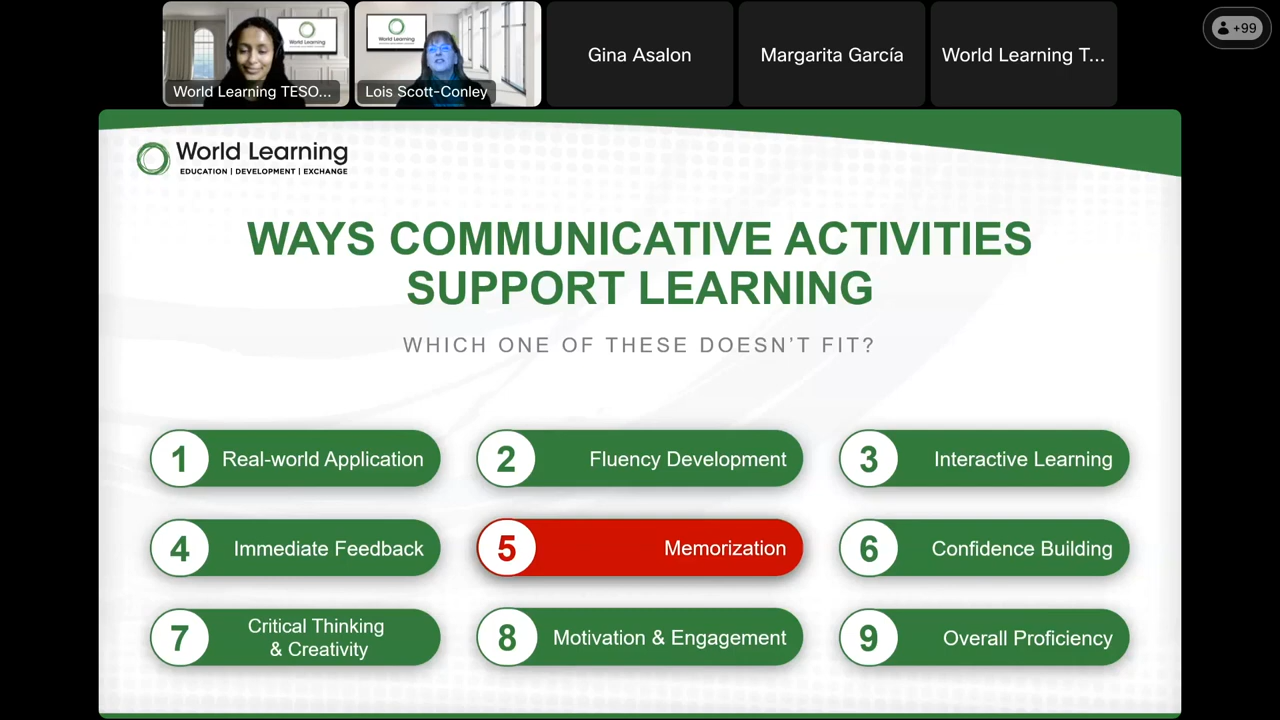 World Learning TESO...
Lois Scott-Conley
Gina Asalon
Margarita García
World Learning T...
+99
World Learning
EDUCATION | DEVELOPMENT | EXCHANGE
WAYS COMMUNICATIVE ACTIVITIES
SUPPORT LEARNING
WHICH ONE OF THESE DOESN'T FIT?
1 Real-world Application
2 Fluency Development
3 Interactive Learning
4 Immediate Feedback
5 Memorization
6 Confidence Building
7 Critical Thinking
& Creativity
8 Motivation & Engagement
9 Overall Proficiency